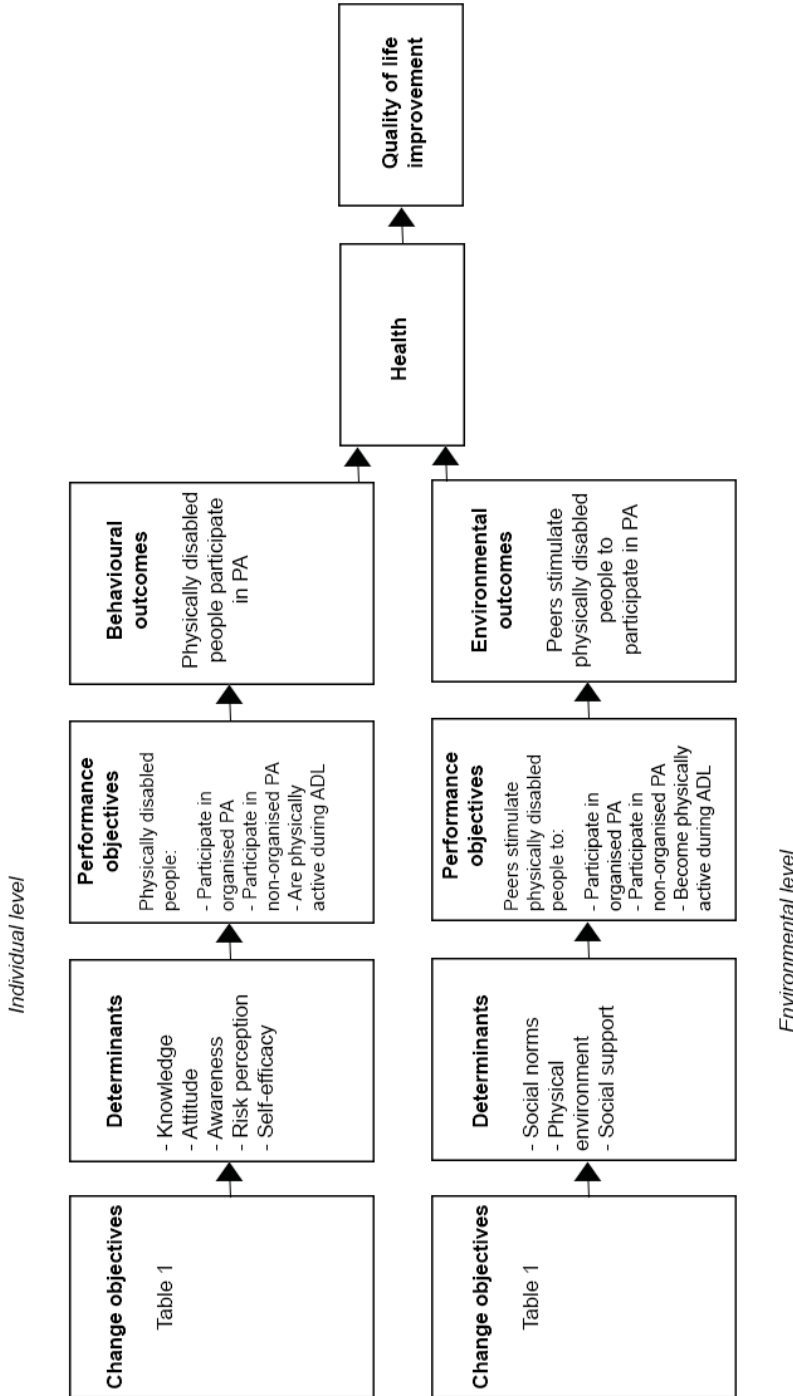 Individual level
Change objectives
Table 1
Determinants
- Knowledge
- Attitude
- Awareness
- Risk perception
- Self-efficacy
Performance
objectives
Physically disabled
people:
- Participate in
organised PA
- Participate in
non-organised PA
- Are physically
active during ADL
Behavioural
outcomes
Physically disabled
people participate
in PA
Health
Quality of life
improvement
Change objectives
Table 1
Determinants
- Social norms
- Physical
environment
- Social support
Performance
objectives
Peers stimulate
physically disabled
people to:
- Participate in
organised PA
- Participate in
non-organised PA
- Become physically
active during ADL
Environmental
outcomes
Peers stimulate
physically disabled
people to
participate in PA
Environmental level